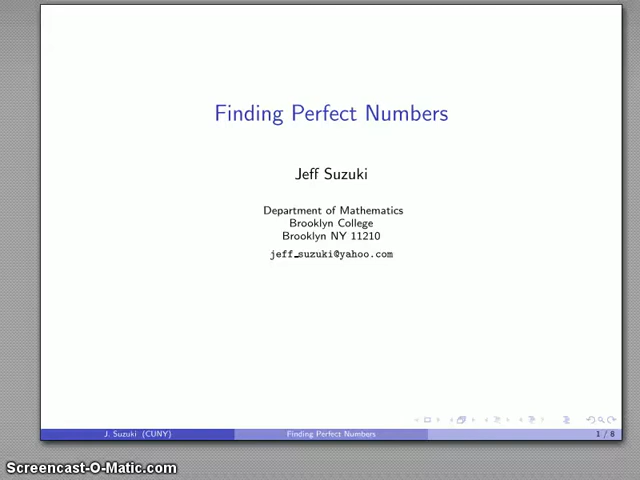 Finding Perfect Numbers
Jeff Suzuki
Department of Mathematics
Brooklyn College
Brooklyn NY 11210
jeff_suzuki@yahoo.com
J. Suzuki (CUNY)
Finding Perfect Numbers
1 / 8
Screencast-O-Matic.com